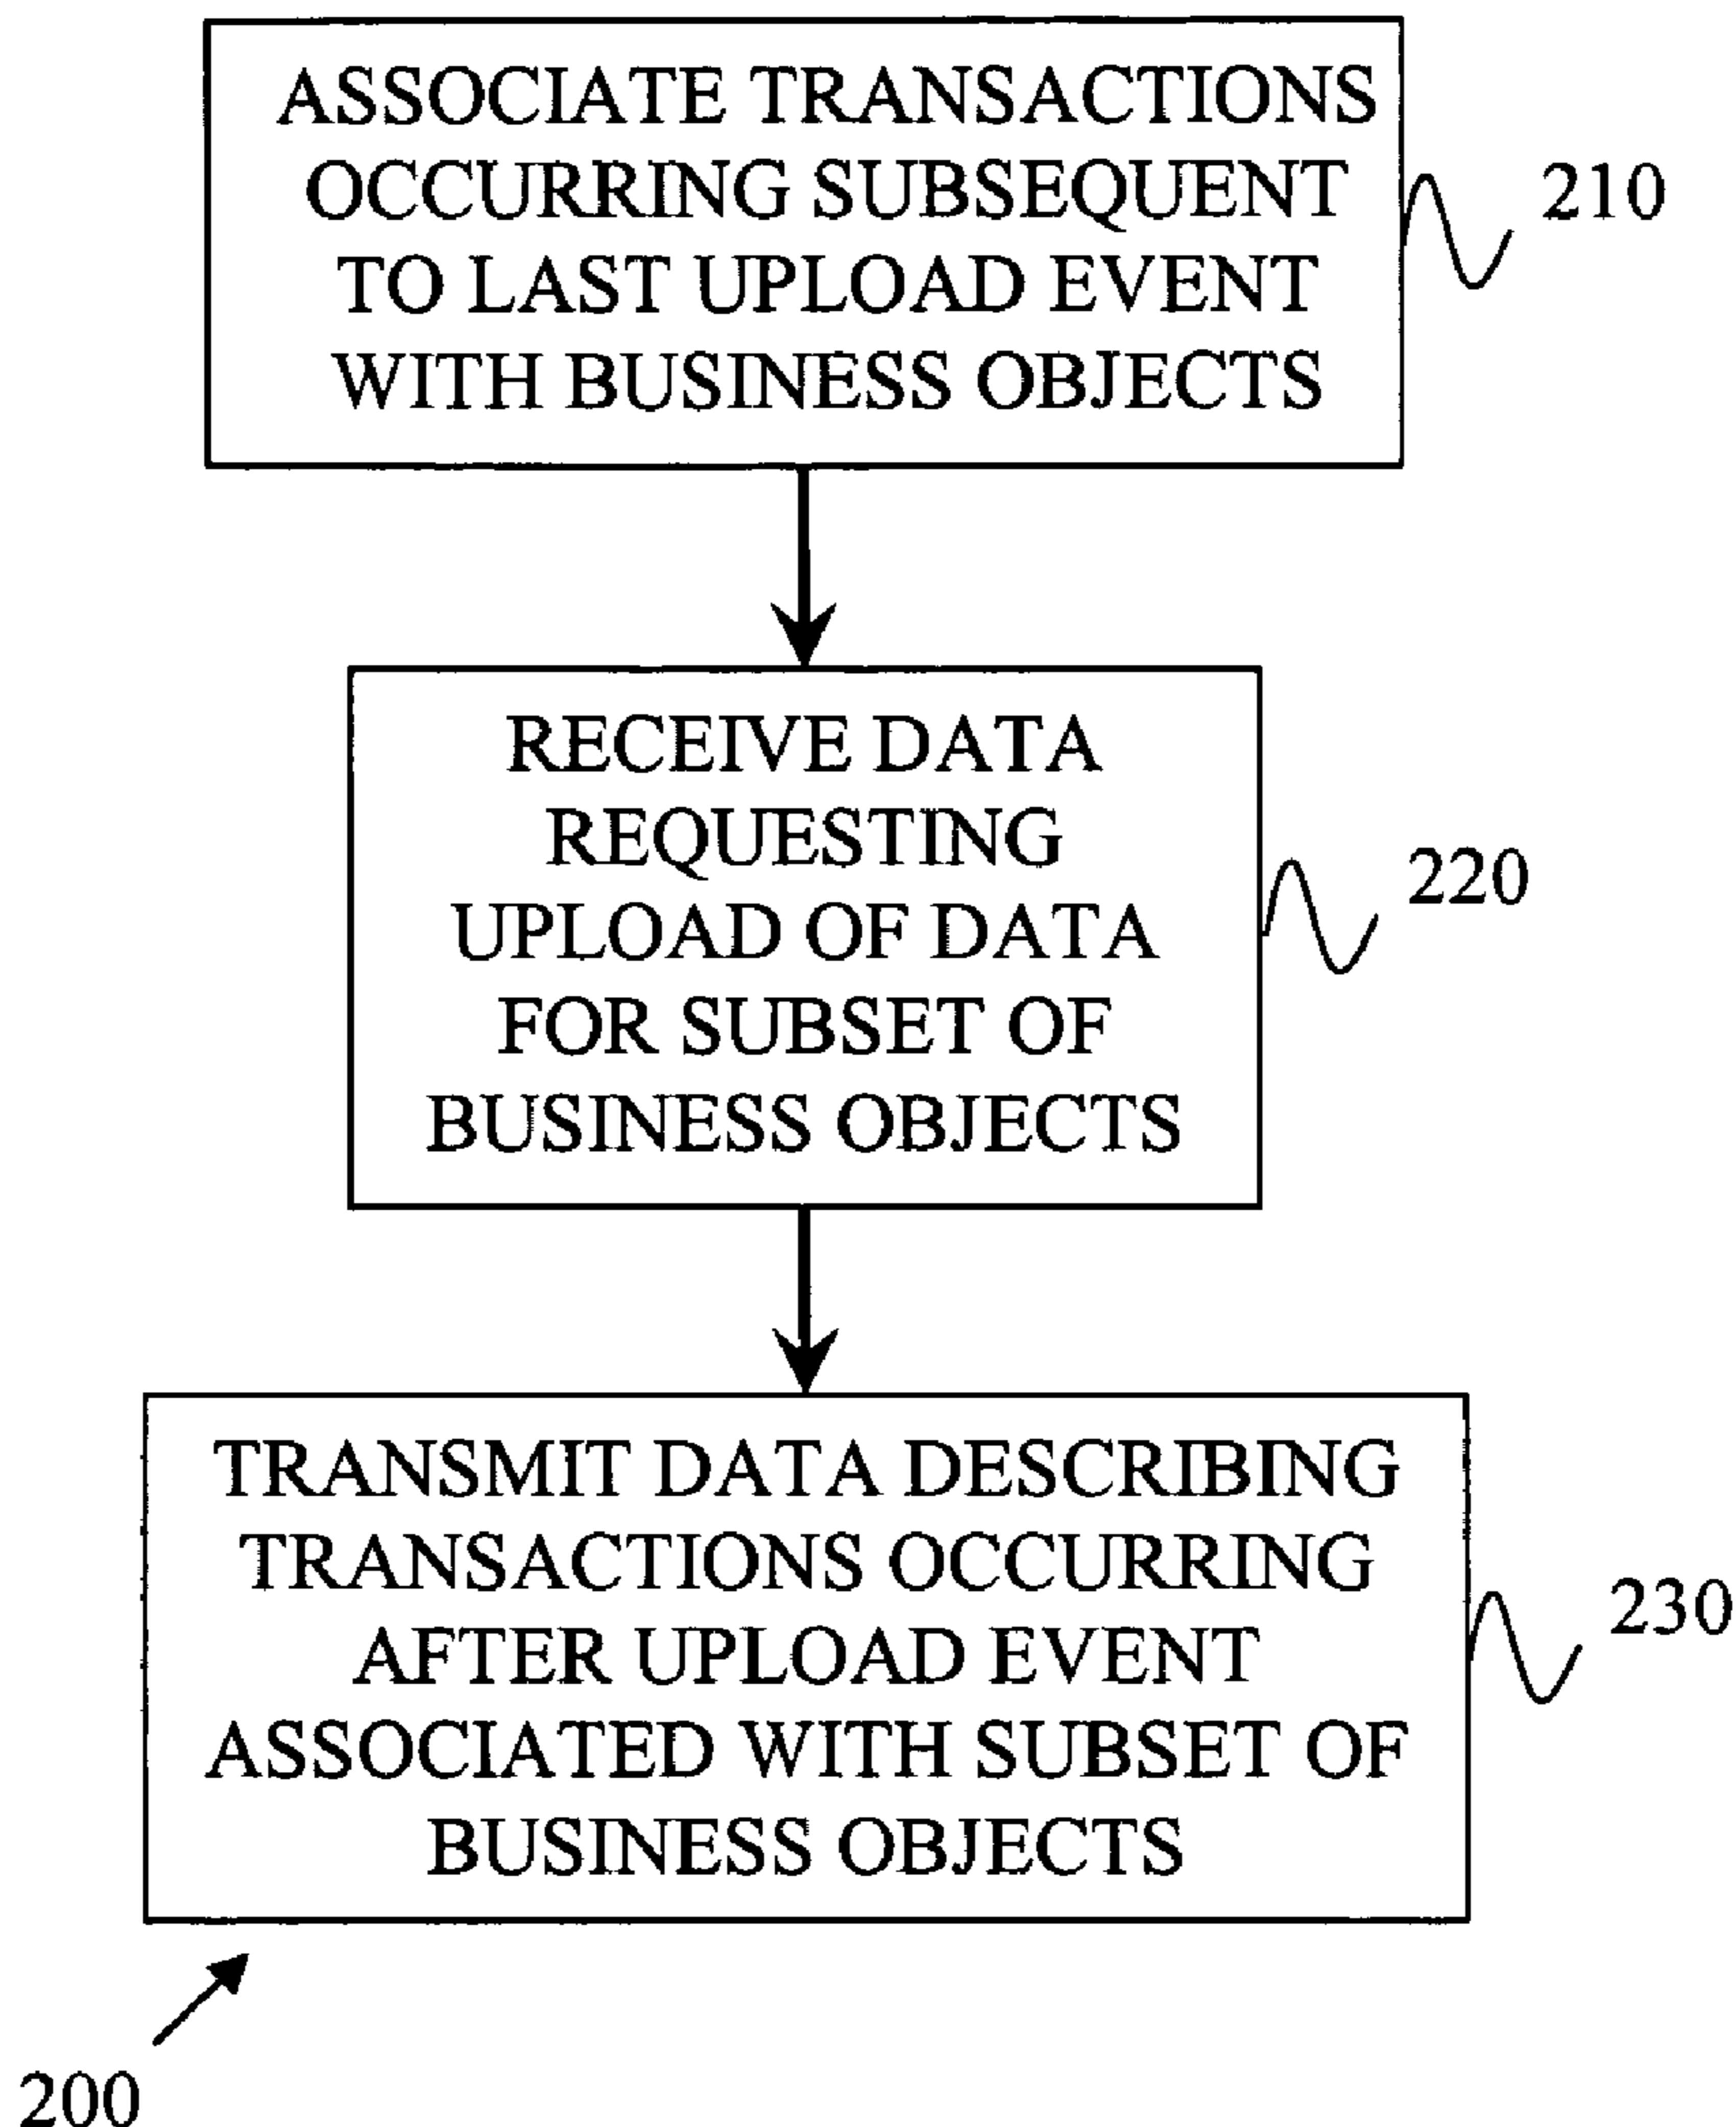 ASSOCIATE TRANSACTIONS
OCCURRING SUBSEQUENT
TO LAST UPLOAD EVENT
WITH BUSINESS OBJECTS
210
RECEIVE DATA
REQUESTING
UPLOAD OF DATA
FOR SUBSET OF
BUSINESS OBJECTS
220
TRANSMIT DATA DESCRIBING
TRANSACTIONS OCCURRING
AFTER UPLOAD EVENT
ASSOCIATED WITH SUBSET OF
BUSINESS OBJECTS
230
200